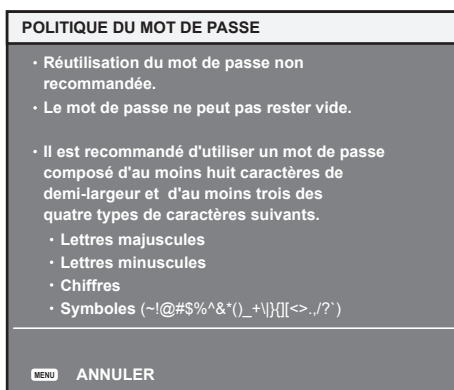 POLITIQUE DU MOT DE PASSE
• Réutilisation du mot de passe non
recommandée.
• Le mot de passe ne peut pas rester vide.
• Il est recommandé d'utiliser un mot de passe
composé d'au moins huit caractères de
demi-largeur et d'au moins trois des
quatre types de caractères suivants.
• Lettres majuscules
• Lettres minuscules
• Chiffres
• Symboles (~!@#$%^&*()_+\|}{][<>.,/?`)
MENU ANNULER